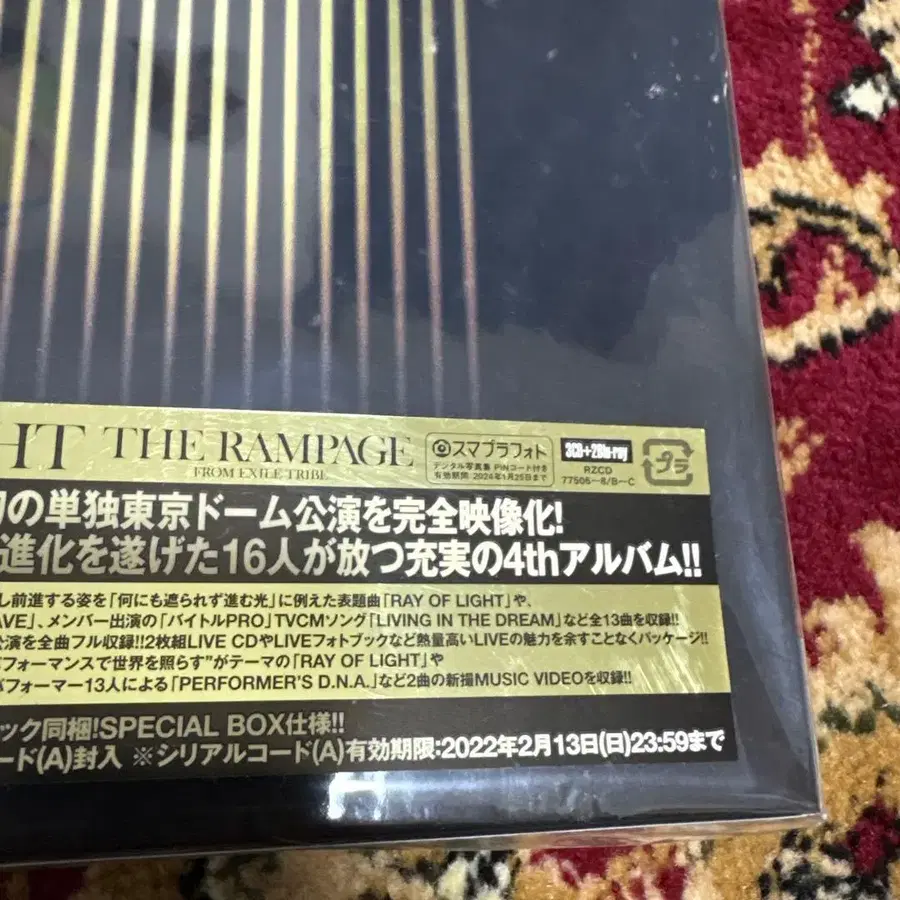 HT THE RAMPAGE
FROM EXILE TRIBE
スマプラフォト
デジタル写真集 PINコード付き
有効期間 2024年1月25日まで
3CD+2Blu-ray
RZCD
77506~8/B~C
プラ
の単独東京ドーム公演を完全映像化!
進化を遂げた16人が放つ充実の4thアルバム!!
し前進する姿を「何にも遮られず進む光」に例えた表題曲「RAY OF LIGHT」や、
AVE」、メンバー出演の「バイトルPRO」TVCMソング「LIVING IN THE DREAM」など全13曲を収録!!
公演を全曲フル収録!!2枚組LIVE CDやLIVEフォトブックなど熱量高いLIVEの魅力を余すことなくパッケージ!!
パフォーマンスで世界を照らす"がテーマの「RAY OF LIGHT」や
パフォーマー13人による「PERFORMER'S D.N.A.」など2曲の新撮MUSIC VIDEOを収録!!
ック同梱!SPECIAL BOX仕様!!
ード(A)封入 ※シリアルコード(A)有効期限:2022年2月13日(日)23:59まで